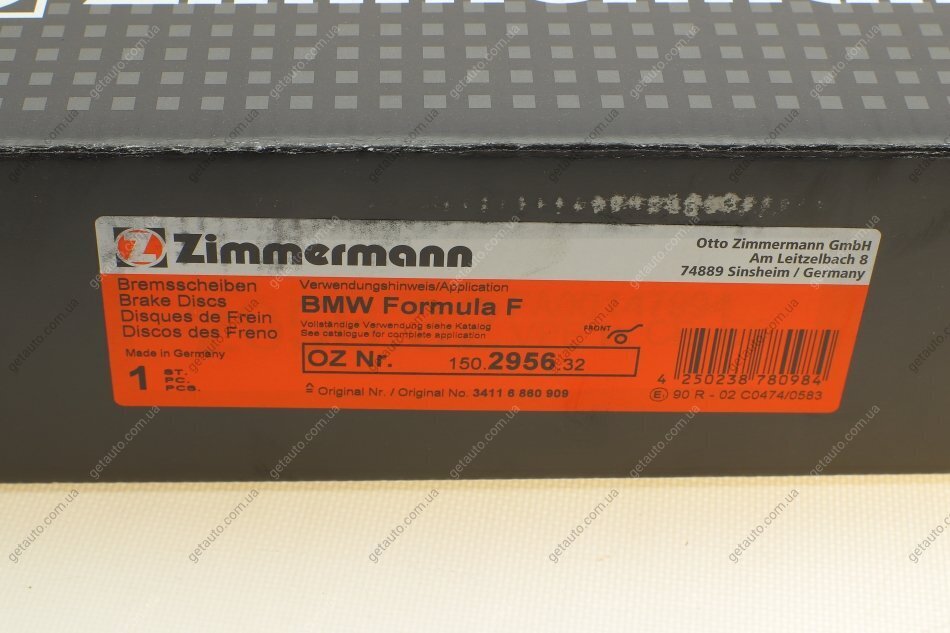 Zimmermann
Otto Zimmermann GmbH
Am Leitzelbach 8
74889 Sinsheim / Germany
Bremsscheiben
Brake Discs
Disques de Frein
Discos de Freno
Made in Germany
1 ST.
PC.
PCS.
Verwendungshinweis/Application
BMW Formula F
Vollständige Verwendung siehe Katalog
See catalogue for complete application
FRONT
OZ Nr. 150.2956.32
≙ Original Nr. / Original No. 3411 6 860 909
4 250238 780984
E1 90 R - 02 C0474/0583
getauto.com.ua